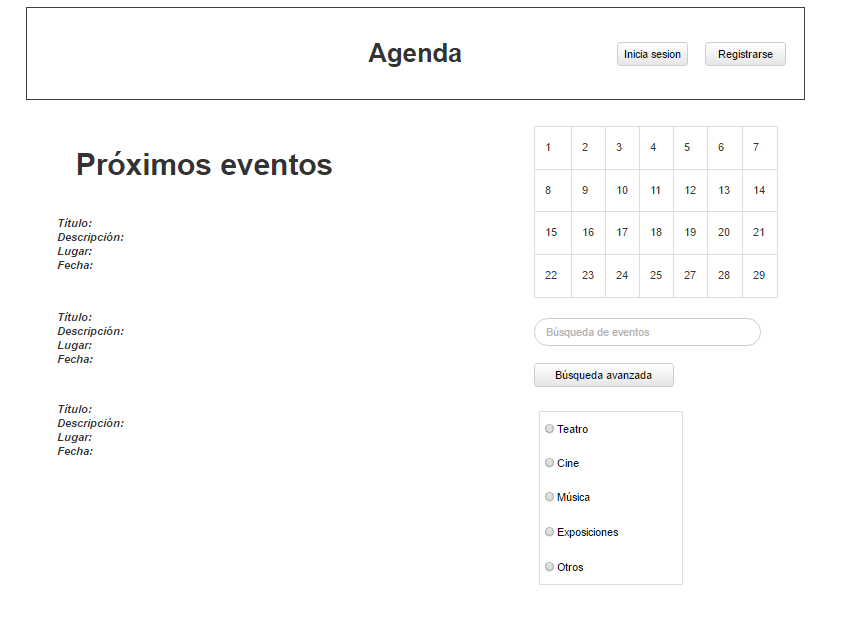 Agenda
Inicia sesion
Registrarse
Próximos eventos
Título:
Descripción:
Lugar:
Fecha:
Título:
Descripción:
Lugar:
Fecha:
Título:
Descripción:
Lugar:
Fecha:
1 2 3 4 5 6 7
8 9 10 11 12 13 14
15 16 17 18 19 20 21
22 23 24 25 27 28 29
Búsqueda de eventos
Búsqueda avanzada
Teatro
Cine
Música
Exposiciones
Otros